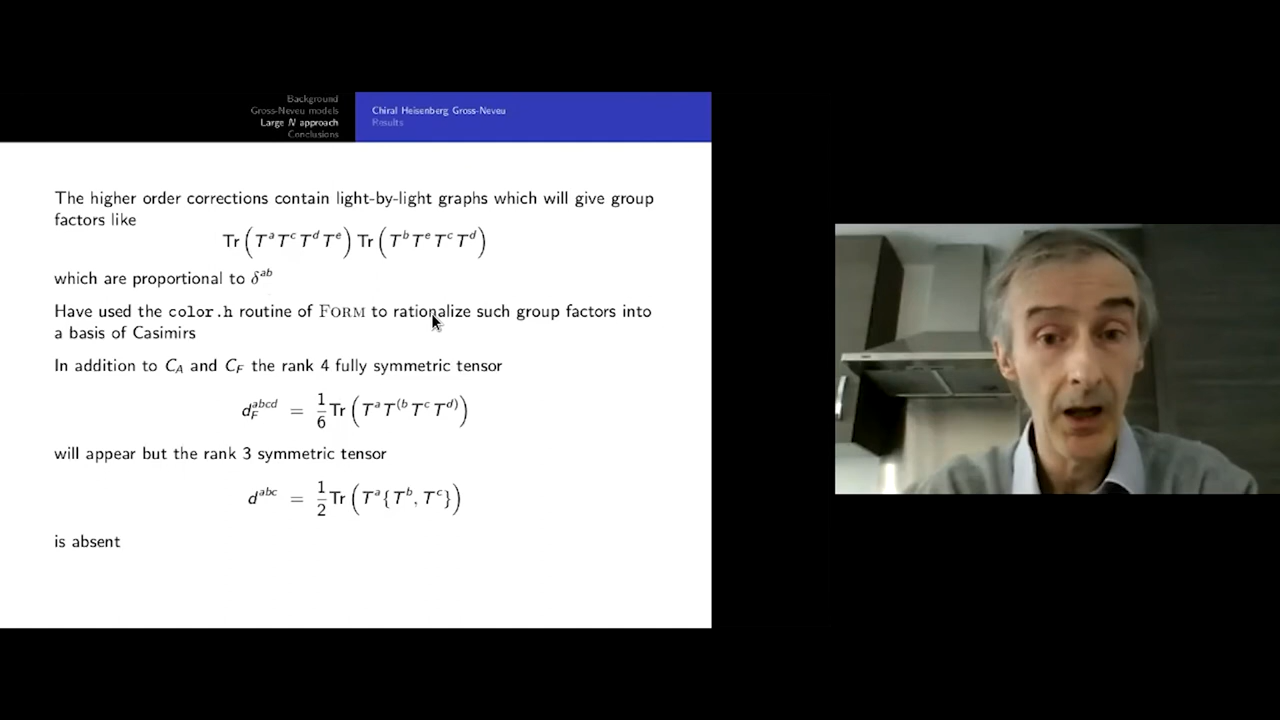 Background
Gross-Neveu models
Large N approach
Conclusions
Chiral Heisenberg Gross-Neveu
Results
The higher order corrections contain light-by-light graphs which will give group
factors like
Tr (T^a T^c T^d T^e) Tr (T^b T^e T^c T^d)
which are proportional to δ^{ab}
Have used the color.h routine of FORM to rationalize such group factors into
a basis of Casimirs
In addition to C_A and C_F the rank 4 fully symmetric tensor
d_F^{abcd} = 1/6 Tr (T^a T^{(b} T^c T^{d)})
will appear but the rank 3 symmetric tensor
d^{abc} = 1/2 Tr (T^a {T^b, T^c})
is absent